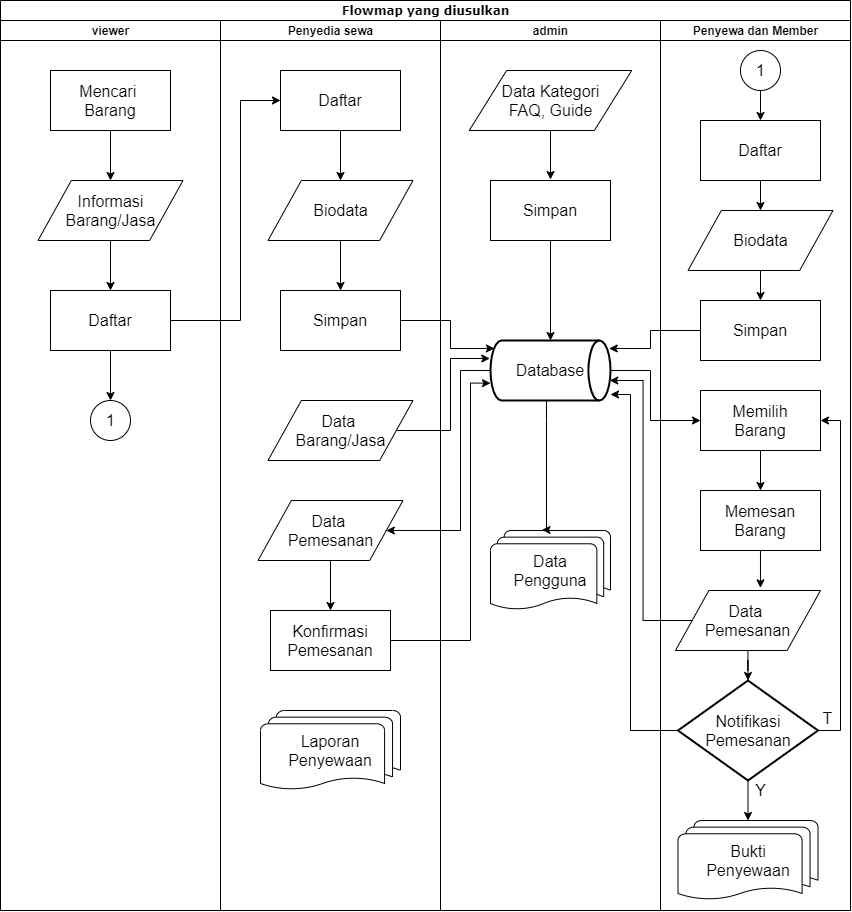 Flowmap yang diusulkan
viewer
Penyedia sewa
admin
Penyewa dan Member
Mencari
Barang
Informasi
Barang/Jasa
Daftar
1
Daftar
Biodata
Simpan
Data
Barang/Jasa
Data
Pemesanan
Konfirmasi
Pemesanan
Laporan
Penyewaan
Data Kategori
FAQ, Guide
Simpan
Database
Data
Pengguna
1
Daftar
Biodata
Simpan
Memilih
Barang
Memesan
Barang
Data
Pemesanan
Notifikasi
Pemesanan
T
Y
Bukti
Penyewaan